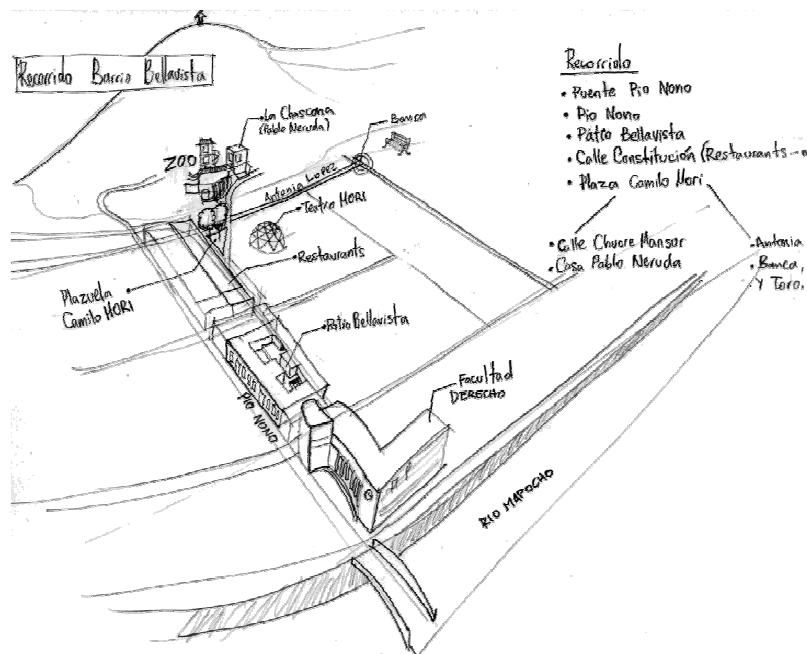 Recorrido Barrio Bellavista
Recorrido
• Puente Pio Nono
• Pio Nono
• Patio Bellavista
• Calle Constitución (Restaurants
• Plaza Camilo Mori
• Calle Chucre Mansur
• Casa Pablo Neruda
• Antonia
• Banca,
Y Toro,
• La Chascona
(Pablo Neruda)
• Banca
ZOO
Antonia LOPEZ
• Teatro MORI
• Restaurants
Plazuela
Camilo MORI
• Patio Bellavista
PIO NONO
Facultad
DERECHO
RIO MAPOCHO